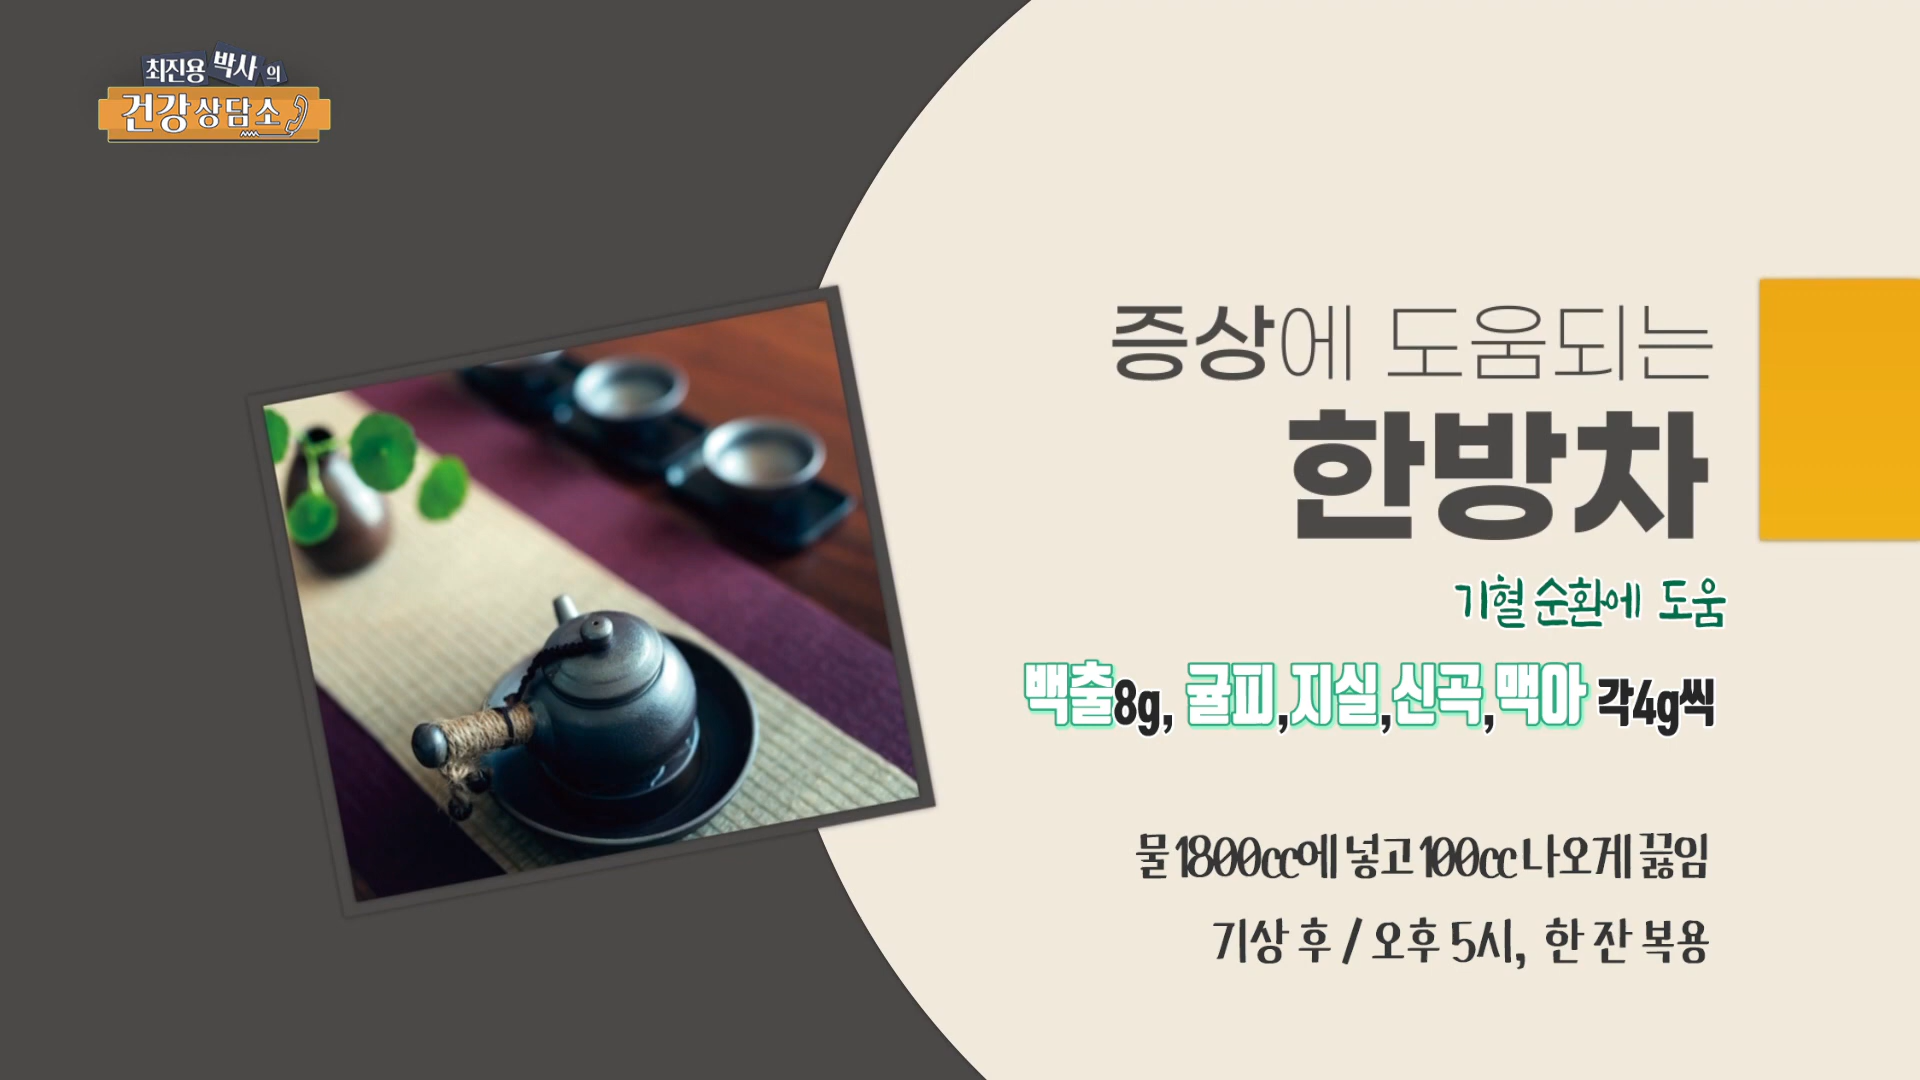 최진용 박사의
건강상담소
증상에 도움되는
한방차
기혈 순환에 도움
백출8g, 귤피,지실,신곡,맥아 각4g씩
물 1800cc에 넣고 100cc 나오게 끓임
기상 후 / 오후 5시, 한 잔 복용